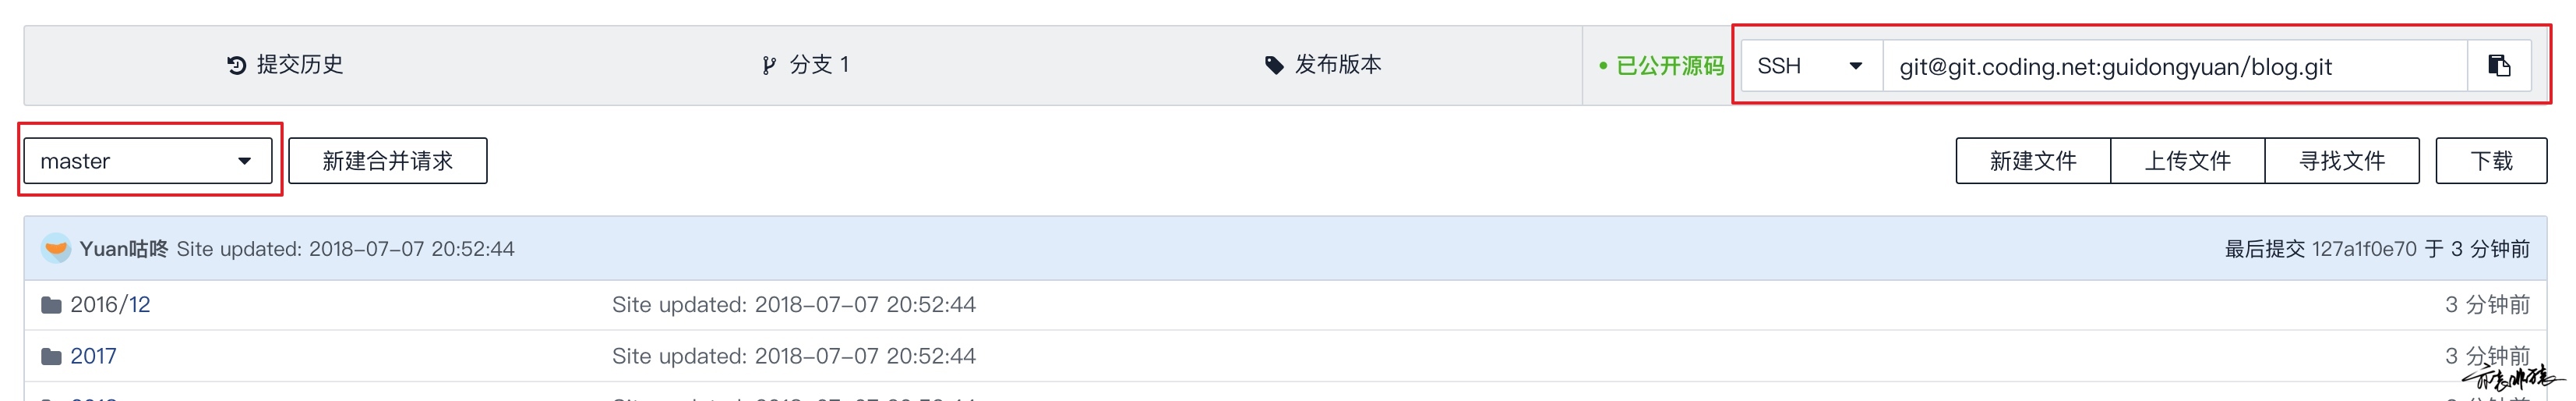 提交历史 分支 1 发布版本 已公开源码 SSH git@git.coding.net:guidongyuan/blog.git
master 新建合并请求 新建文件 上传文件 寻找文件 下载
Yuan咕咚 Site updated: 2018-07-07 20:52:44 最后提交 127a1f0e70 于 3 分钟前
2016/12 Site updated: 2018-07-07 20:52:44 3 分钟前
2017 Site updated: 2018-07-07 20:52:44 3 分钟前